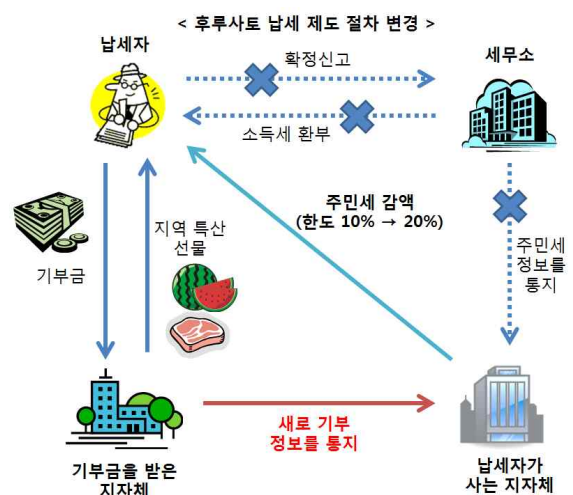 < 후루사토 납세 제도 절차 변경 >
납세자
확정신고
세무소
소득세 환부
주민세 감액
(한도 10% → 20%)
지역 특산
선물
기부금
주민세
정보를
통지
새로 기부
정보를 통지
기부금을 받은
지자체
납세자가
사는 지자체